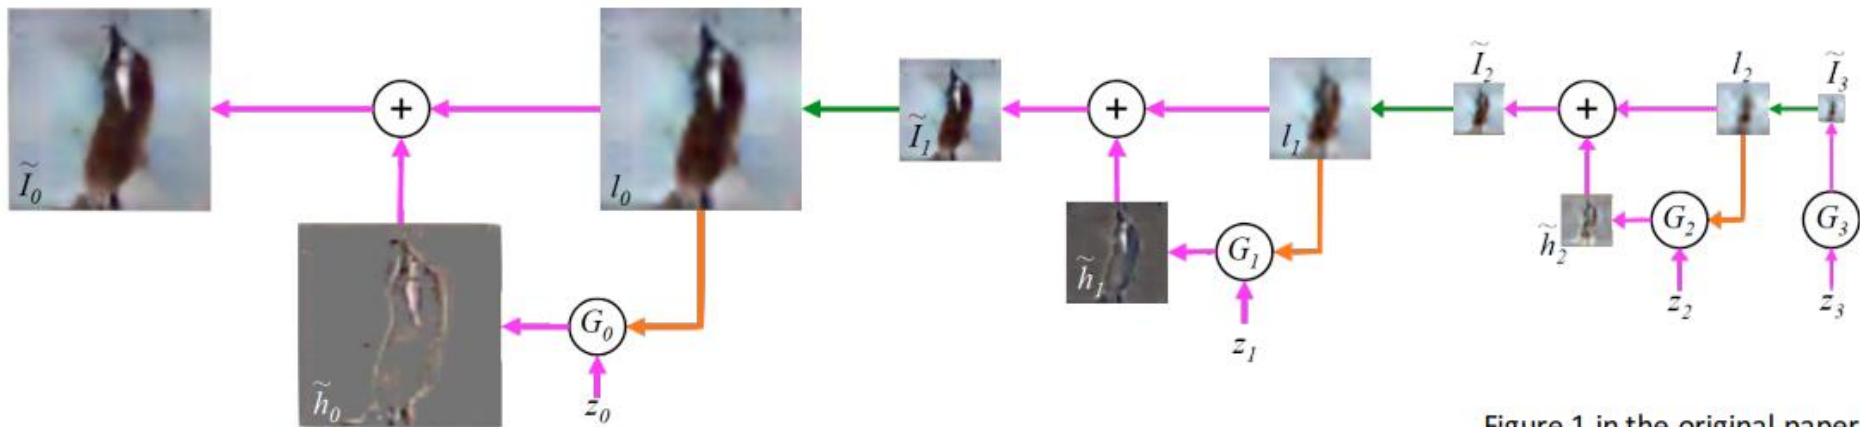 Ĩ₀
+
l₀
Ĩ₁
+
l₁
Ĩ₂
+
l₂
Ĩ₃
h̃₀
G₀
z₀
h̃₁
G₁
z₁
h̃₂
G₂
z₂
G₃
z₃
Figure 1 in the original paper